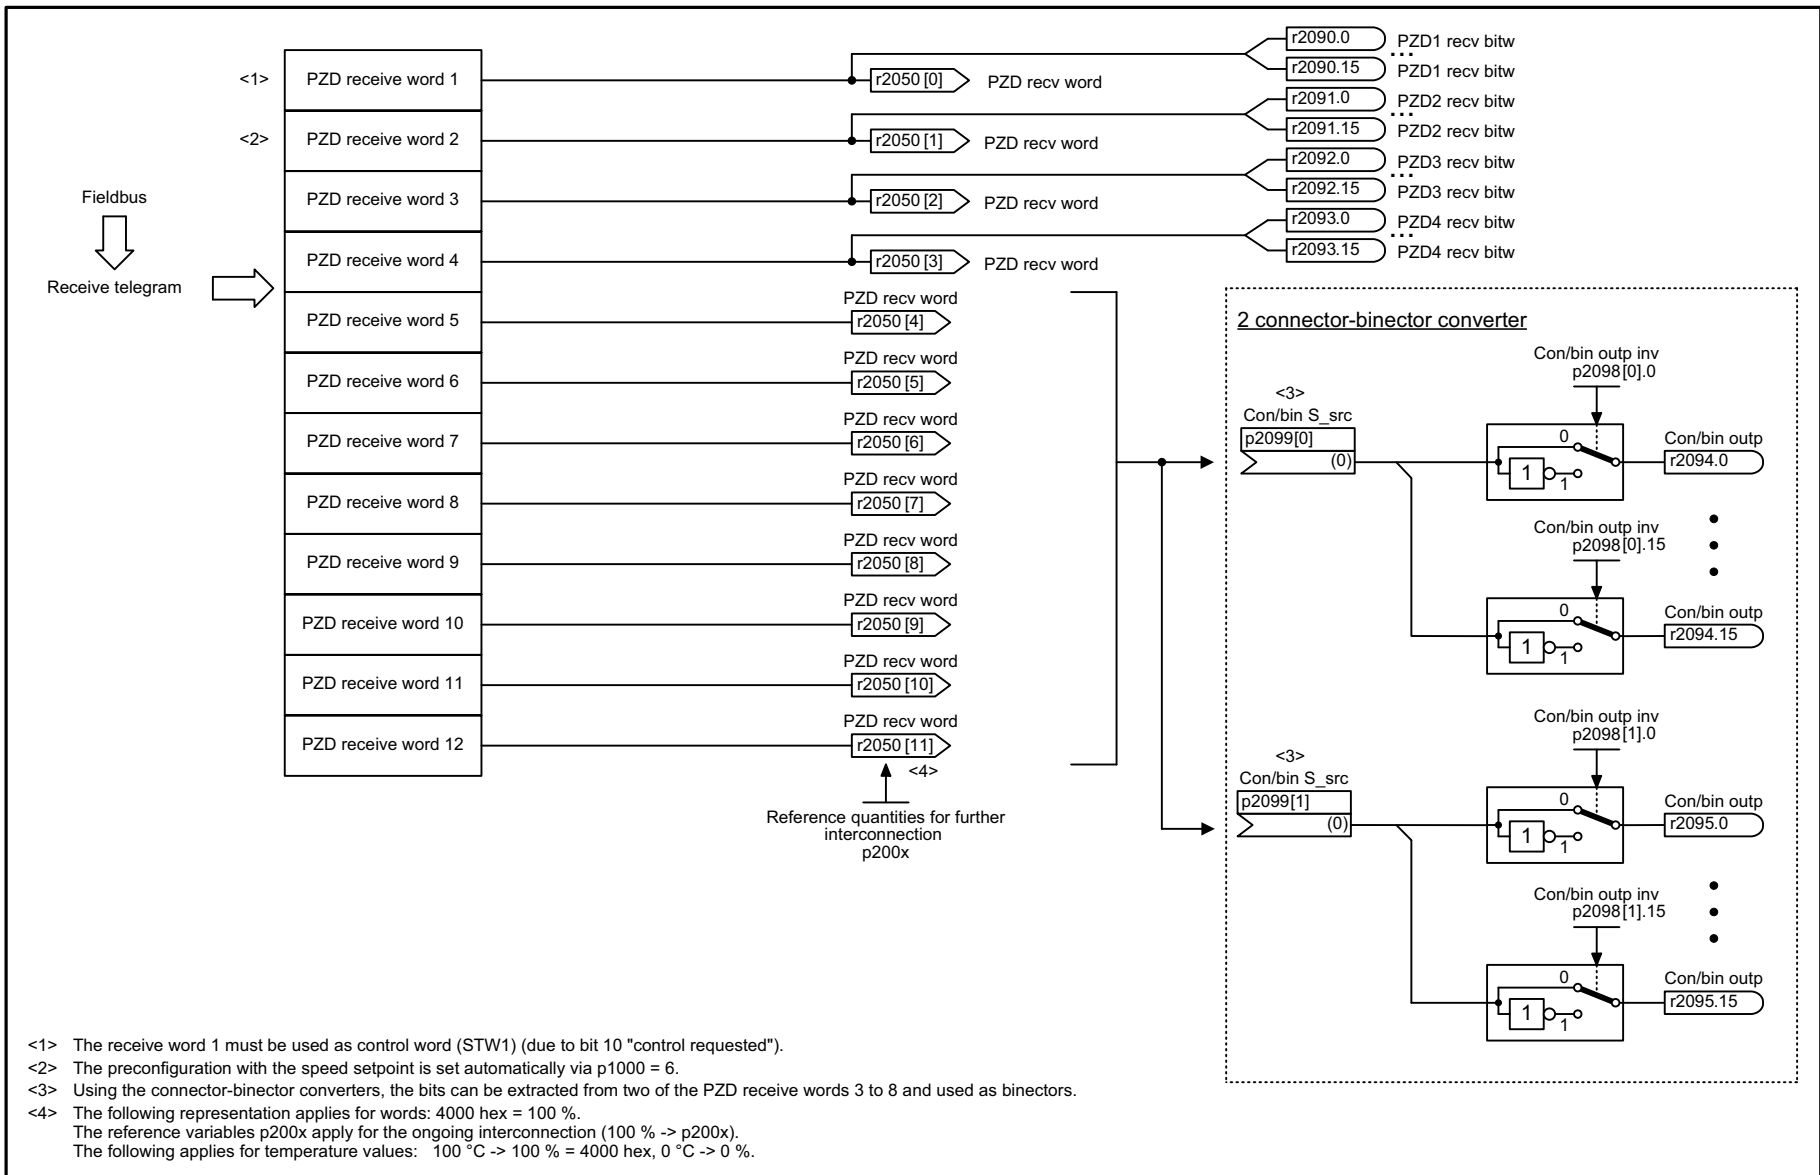 r2090.0
PZD1 recv bitw
...
<1>
PZD receive word 1
r2050 [0]
PZD recv word
r2090.15
PZD1 recv bitw
r2091.0
PZD2 recv bitw
...
<2>
PZD receive word 2
r2050 [1]
PZD recv word
r2091.15
PZD2 recv bitw
r2092.0
PZD3 recv bitw
...
Fieldbus
PZD receive word 3
r2050 [2]
PZD recv word
r2092.15
PZD3 recv bitw
r2093.0
PZD4 recv bitw
...
PZD receive word 4
r2050 [3]
PZD recv word
r2093.15
PZD4 recv bitw
Receive telegram
PZD recv word
PZD receive word 5
r2050 [4]
PZD recv word
PZD receive word 6
r2050 [5]
PZD recv word
PZD receive word 7
r2050 [6]
PZD recv word
PZD receive word 8
r2050 [7]
PZD recv word
PZD receive word 9
r2050 [8]
PZD recv word
PZD receive word 10
r2050 [9]
PZD recv word
PZD receive word 11
r2050 [10]
PZD recv word
PZD receive word 12
r2050 [11]
<4>
Reference quantities for further
interconnection
p200x
2 connector-binector converter
Con/bin outp inv
p2098[0].0
<3>
Con/bin S_src
p2099[0]
(0)
0
1
1
Con/bin outp
r2094.0
Con/bin outp inv
p2098[0].15
0
1
1
Con/bin outp
r2094.15
Con/bin outp inv
p2098[1].0
<3>
Con/bin S_src
p2099[1]
(0)
0
1
1
Con/bin outp
r2095.0
Con/bin outp inv
p2098[1].15
0
1
1
Con/bin outp
r2095.15
<1> The receive word 1 must be used as control word (STW1) (due to bit 10 "control requested").
<2> The preconfiguration with the speed setpoint is set automatically via p1000 = 6.
<3> Using the connector-binector converters, the bits can be extracted from two of the PZD receive words 3 to 8 and used as binectors.
<4> The following representation applies for words: 4000 hex = 100 %.
The reference variables p200x apply for the ongoing interconnection (100 % -> p200x).
The following applies for temperature values: 100 °C -> 100 % = 4000 hex, 0 °C -> 0 %.